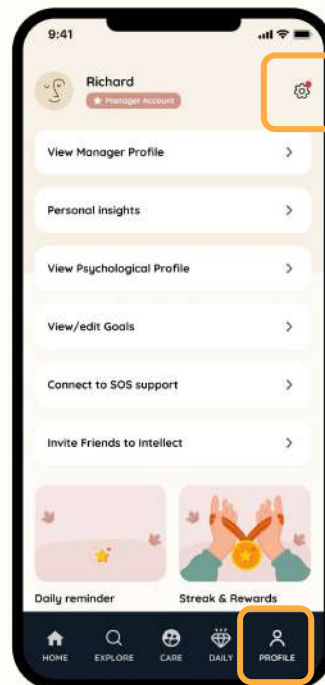 9:41
Richard
Manager Account
View Manager Profile
Personal insights
View Psychological Profile
View/edit Goals
Connect to SOS support
Invite Friends to Intellect
Daily reminder Streak & Rewards
HOME EXPLORE CARE DAILY PROFILE